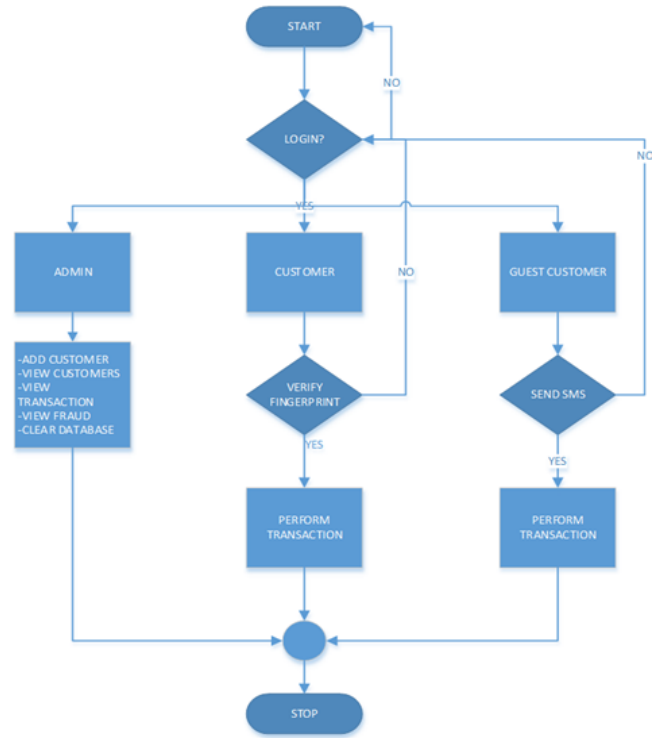 START
NO
LOGIN?
NO
YES
ADMIN
CUSTOMER
NO
GUEST CUSTOMER
-ADD CUSTOMER
-VIEW CUSTOMERS
-VIEW
TRANSACTION
-VIEW FRAUD
-CLEAR DATABASE
VERIFY
FINGERPRINT
SEND SMS
YES
YES
PERFORM
TRANSACTION
PERFORM
TRANSACTION
STOP